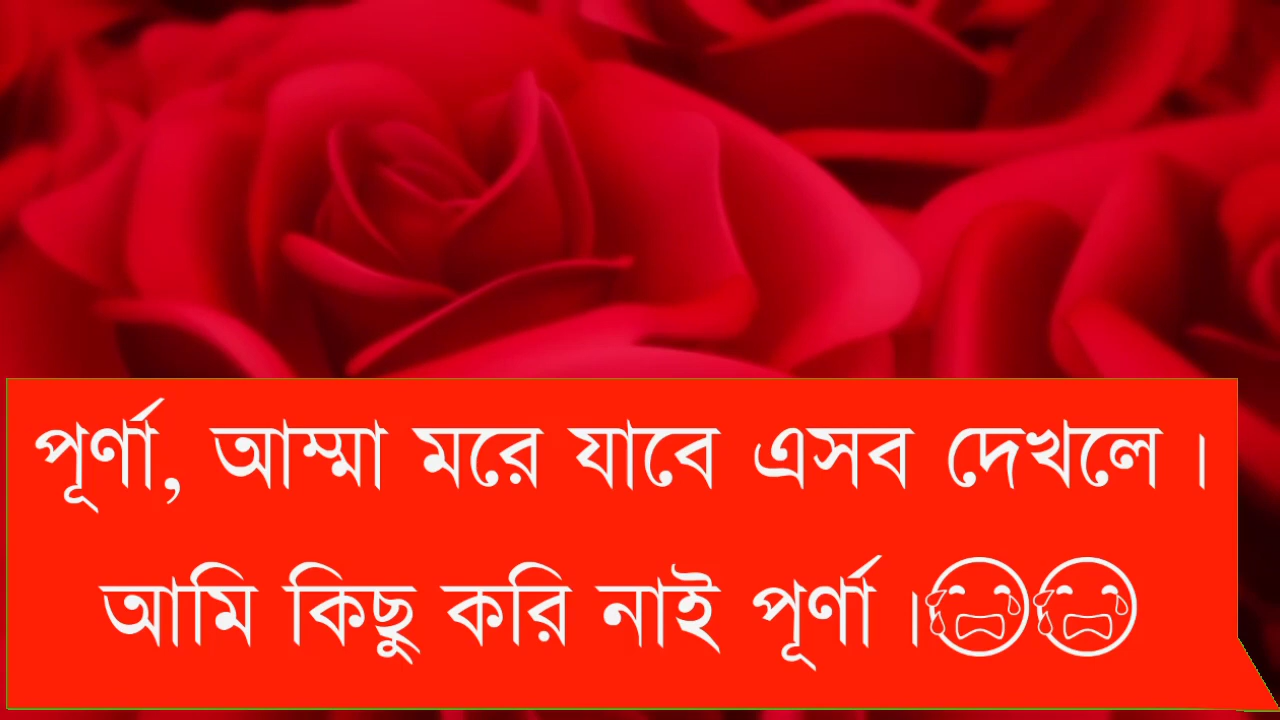 পূর্ণা, আম্মা মরে যাবে এসব দেখলে ।
আমি কিছু করি নাই পূর্ণা ।😭😭